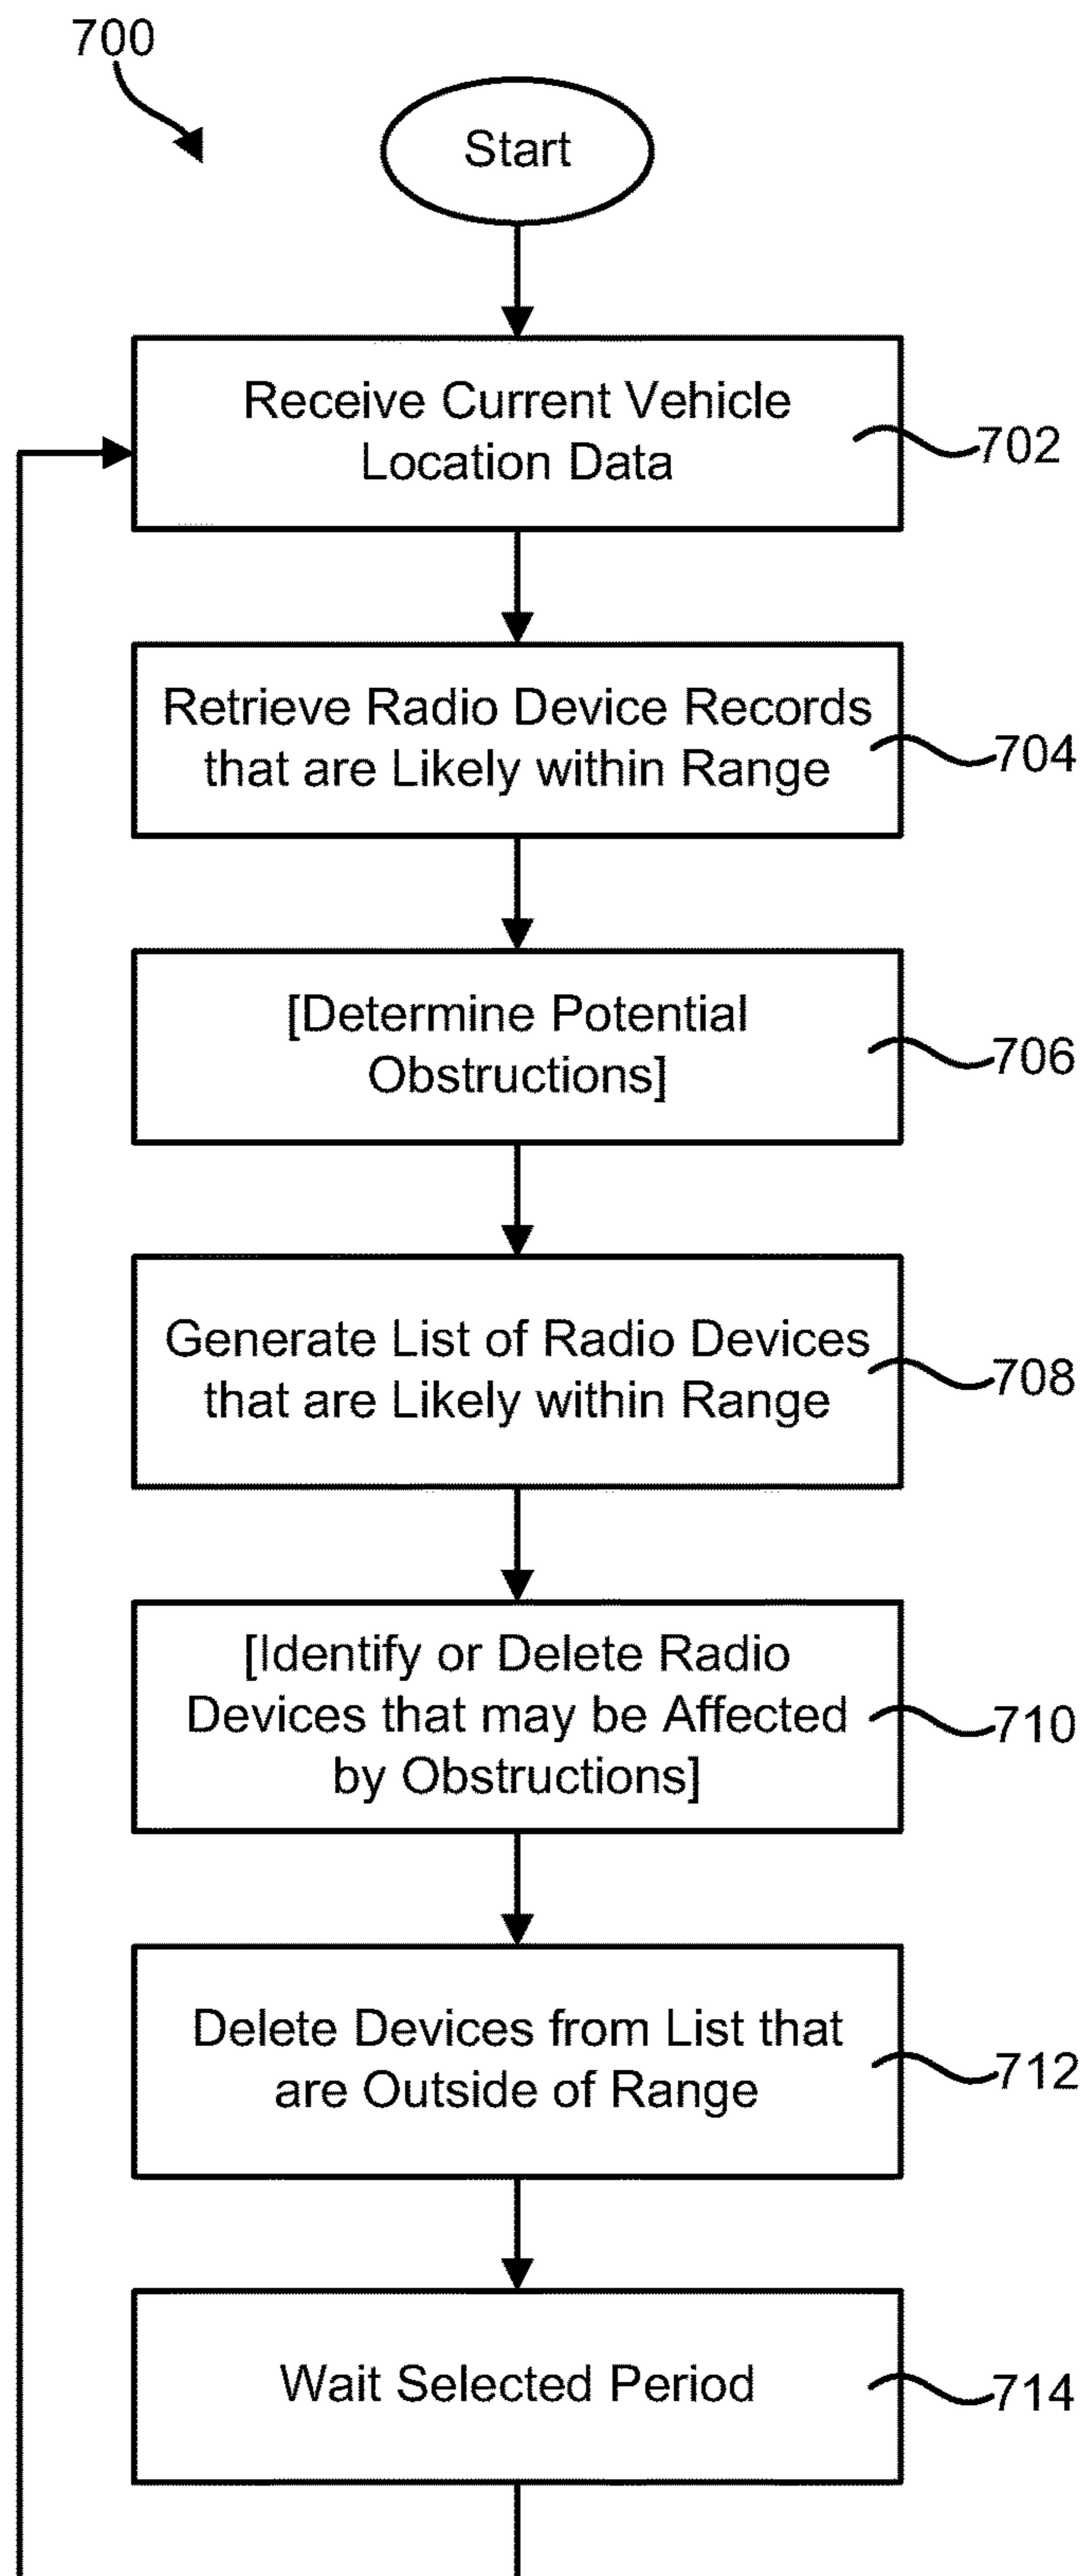 700
Start
Receive Current Vehicle
Location Data
702
Retrieve Radio Device Records
that are Likely within Range
704
[Determine Potential
Obstructions]
706
Generate List of Radio Devices
that are Likely within Range
708
[Identify or Delete Radio
Devices that may be Affected
by Obstructions]
710
Delete Devices from List that
are Outside of Range
712
Wait Selected Period
714